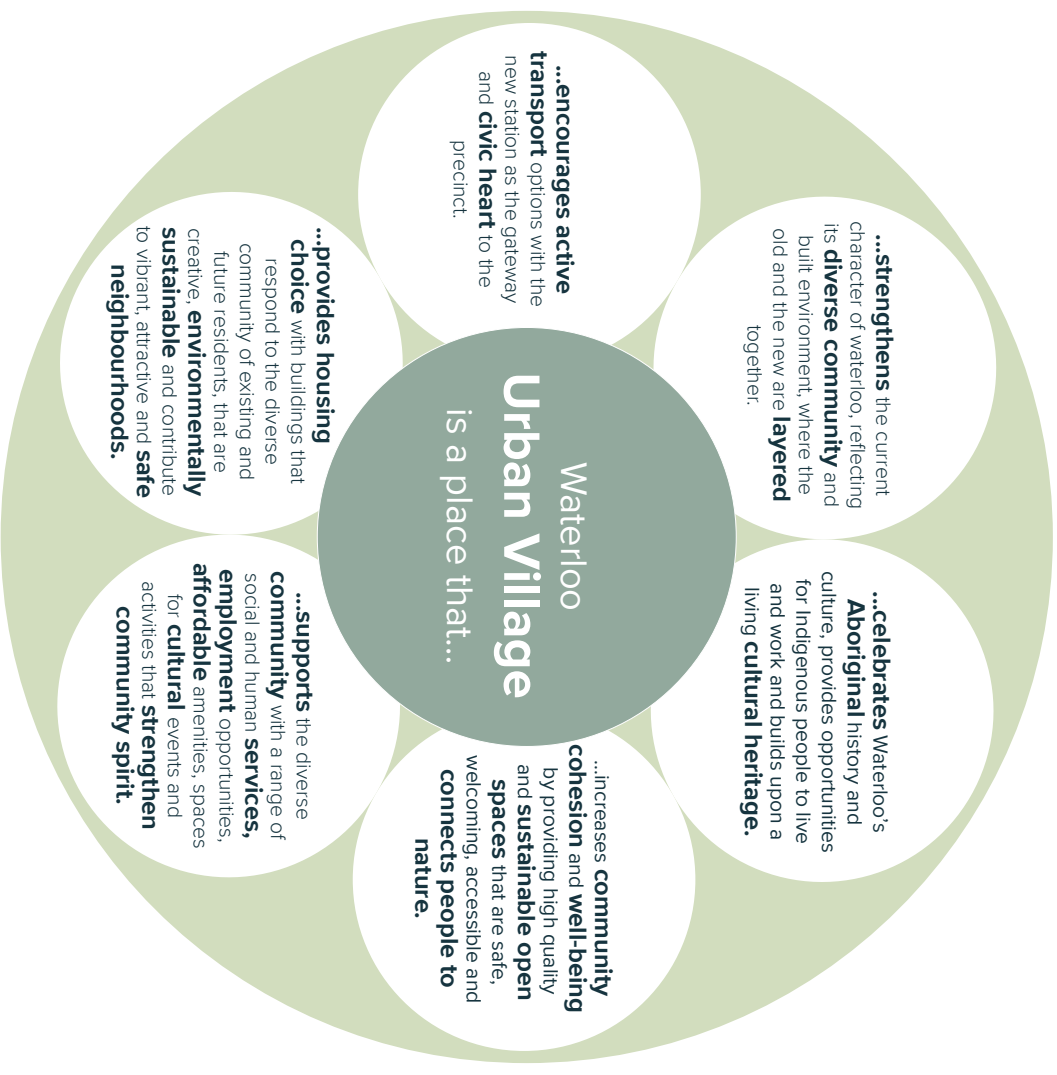 Waterloo
Urban Village
is a place that...
...strengthens the current
character of waterloo, reflecting
its diverse community and
built environment, where the
old and the new are layered
together.
...celebrates Waterloo’s
Aboriginal history and
culture, provides opportunities
for Indigenous people to live
and work and builds upon a
living cultural heritage.
...increases community
cohesion and well-being
by providing high quality
and sustainable open
spaces that are safe,
welcoming, accessible and
connects people to
nature.
...supports the diverse
community with a range of
social and human services,
employment opportunities,
affordable amenities, spaces
for cultural events and
activities that strengthen
community spirit.
...provides housing
choice with buildings that
respond to the diverse
community of existing and
future residents, that are
creative, environmentally
sustainable and contribute
to vibrant, attractive and safe
neighbourhoods.
...encourages active
transport options with the
new station as the gateway
and civic heart to the
precinct.